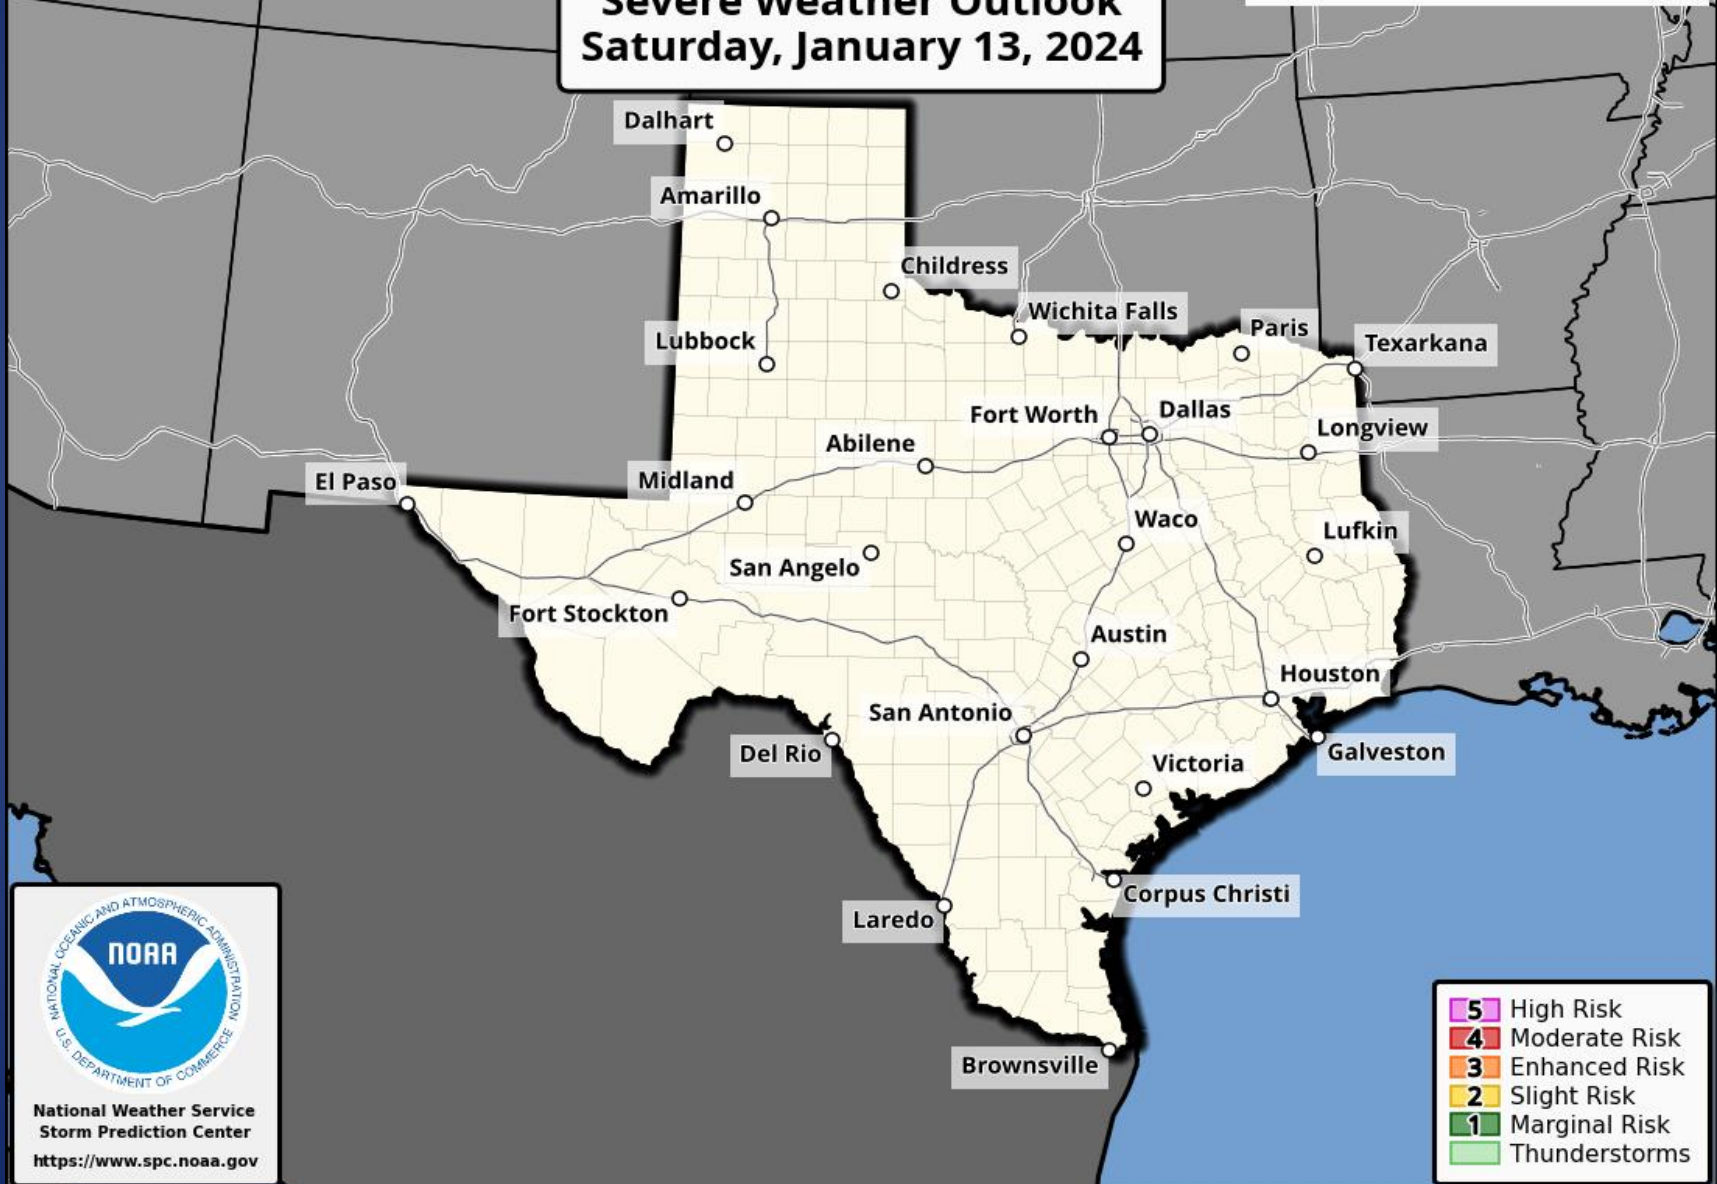 Severe Weather Outlook
Saturday, January 13, 2024
Dalhart
Amarillo
Childress
Wichita Falls
Paris
Texarkana
Lubbock
Fort Worth
Dallas
Longview
Abilene
El Paso
Midland
Waco
Lufkin
San Angelo
Fort Stockton
Austin
Houston
San Antonio
Del Rio
Galveston
Victoria
Corpus Christi
Laredo
Brownsville
NATIONAL OCEANIC AND ATMOSPHERIC ADMINISTRATION
NOAA
U.S. DEPARTMENT OF COMMERCE
National Weather Service
Storm Prediction Center
https://www.spc.noaa.gov
5 High Risk
4 Moderate Risk
3 Enhanced Risk
2 Slight Risk
1 Marginal Risk
Thunderstorms